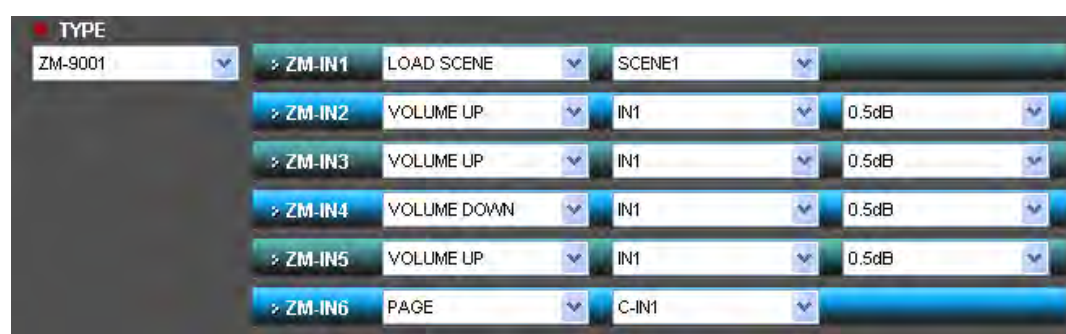 TYPE
ZM-9001 > ZM-IN1 LOAD SCENE SCENE1
> ZM-IN2 VOLUME UP IN1 0.5dB
> ZM-IN3 VOLUME UP IN1 0.5dB
> ZM-IN4 VOLUME DOWN IN1 0.5dB
> ZM-IN5 VOLUME UP IN1 0.5dB
> ZM-IN6 PAGE C-IN1